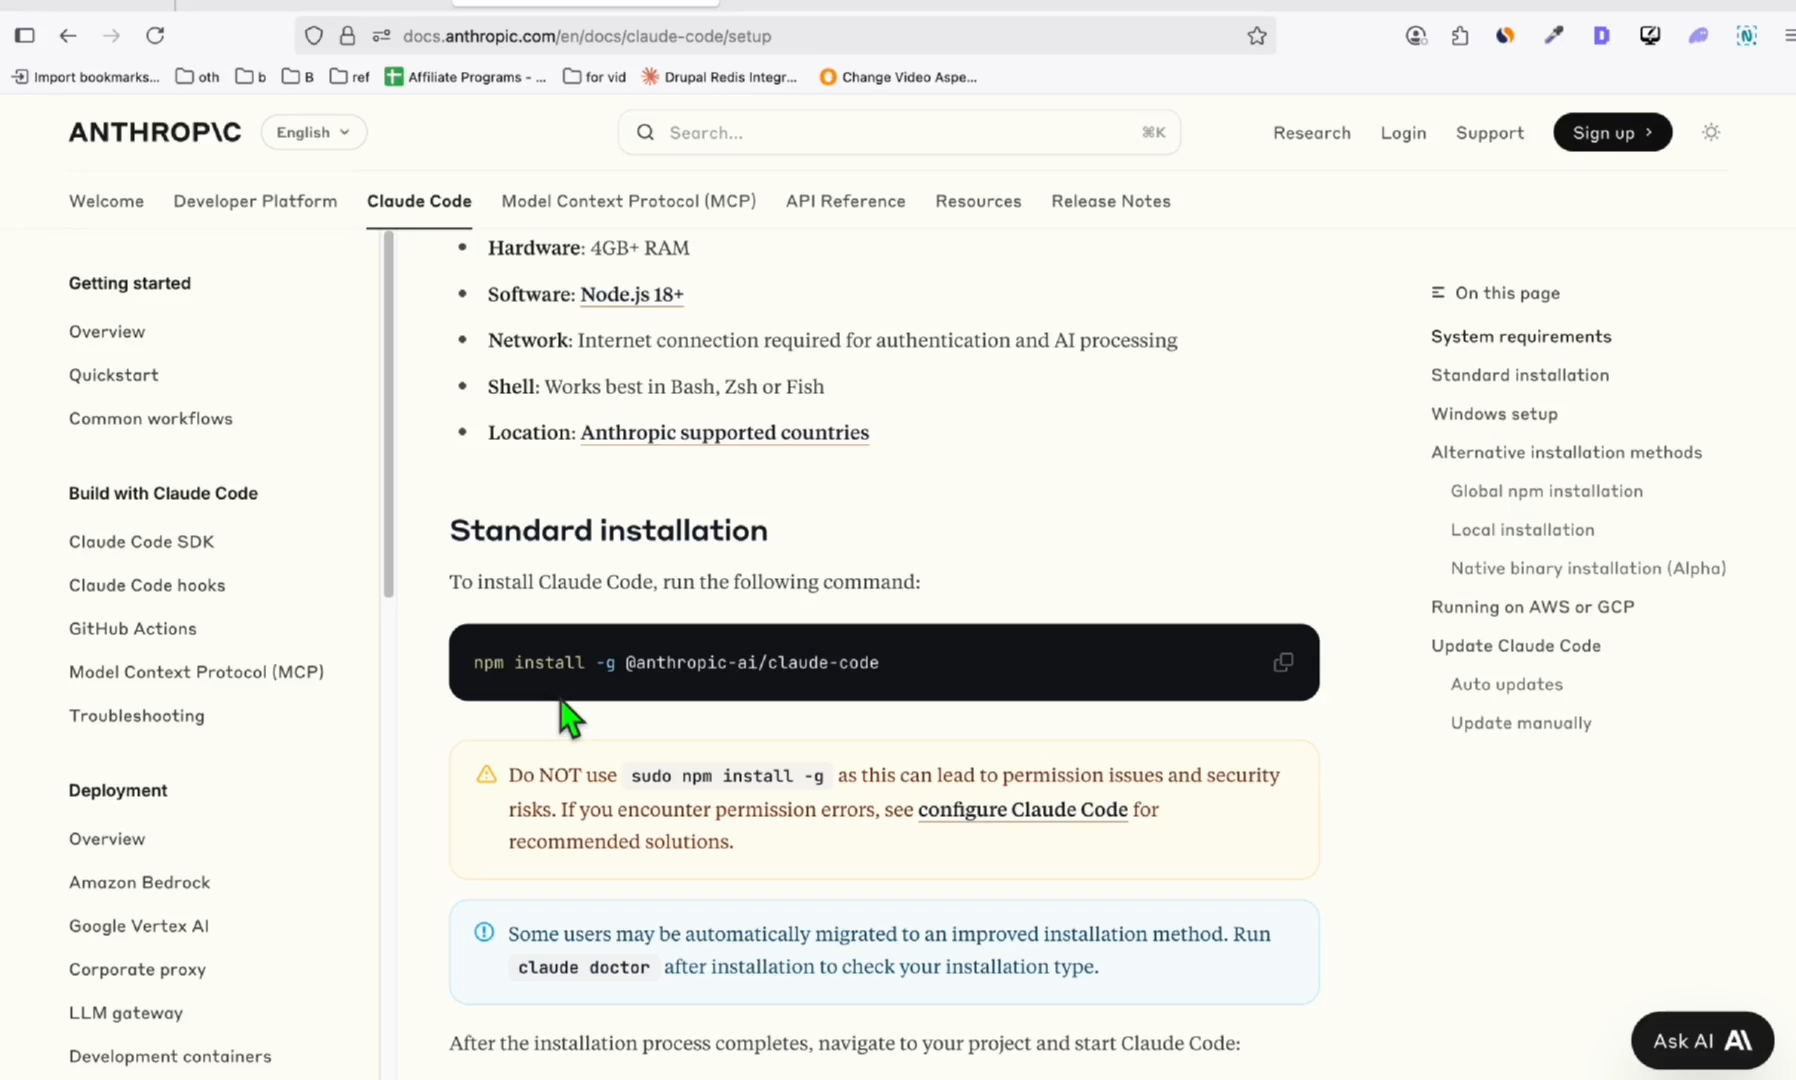 docs.anthropic.com/en/docs/claude-code/setup
Import bookmarks...
oth
b
B
ref
Affiliate Programs - ...
for vid
Drupal Redis Integr...
Change Video Aspe...
ANTHROP\C
English
Search...
⌘K
Research
Login
Support
Sign up
Welcome
Developer Platform
Claude Code
Model Context Protocol (MCP)
API Reference
Resources
Release Notes
Getting started
Overview
Quickstart
Common workflows
Build with Claude Code
Claude Code SDK
Claude Code hooks
GitHub Actions
Model Context Protocol (MCP)
Troubleshooting
Deployment
Overview
Amazon Bedrock
Google Vertex AI
Corporate proxy
LLM gateway
Development containers
• Hardware: 4GB+ RAM
• Software: Node.js 18+
• Network: Internet connection required for authentication and AI processing
• Shell: Works best in Bash, Zsh or Fish
• Location: Anthropic supported countries
Standard installation
To install Claude Code, run the following command:
npm install -g @anthropic-ai/claude-code
Do NOT use sudo npm install -g as this can lead to permission issues and security
risks. If you encounter permission errors, see configure Claude Code for
recommended solutions.
Some users may be automatically migrated to an improved installation method. Run
claude doctor after installation to check your installation type.
After the installation process completes, navigate to your project and start Claude Code:
On this page
System requirements
Standard installation
Windows setup
Alternative installation methods
Global npm installation
Local installation
Native binary installation (Alpha)
Running on AWS or GCP
Update Claude Code
Auto updates
Update manually
Ask AI